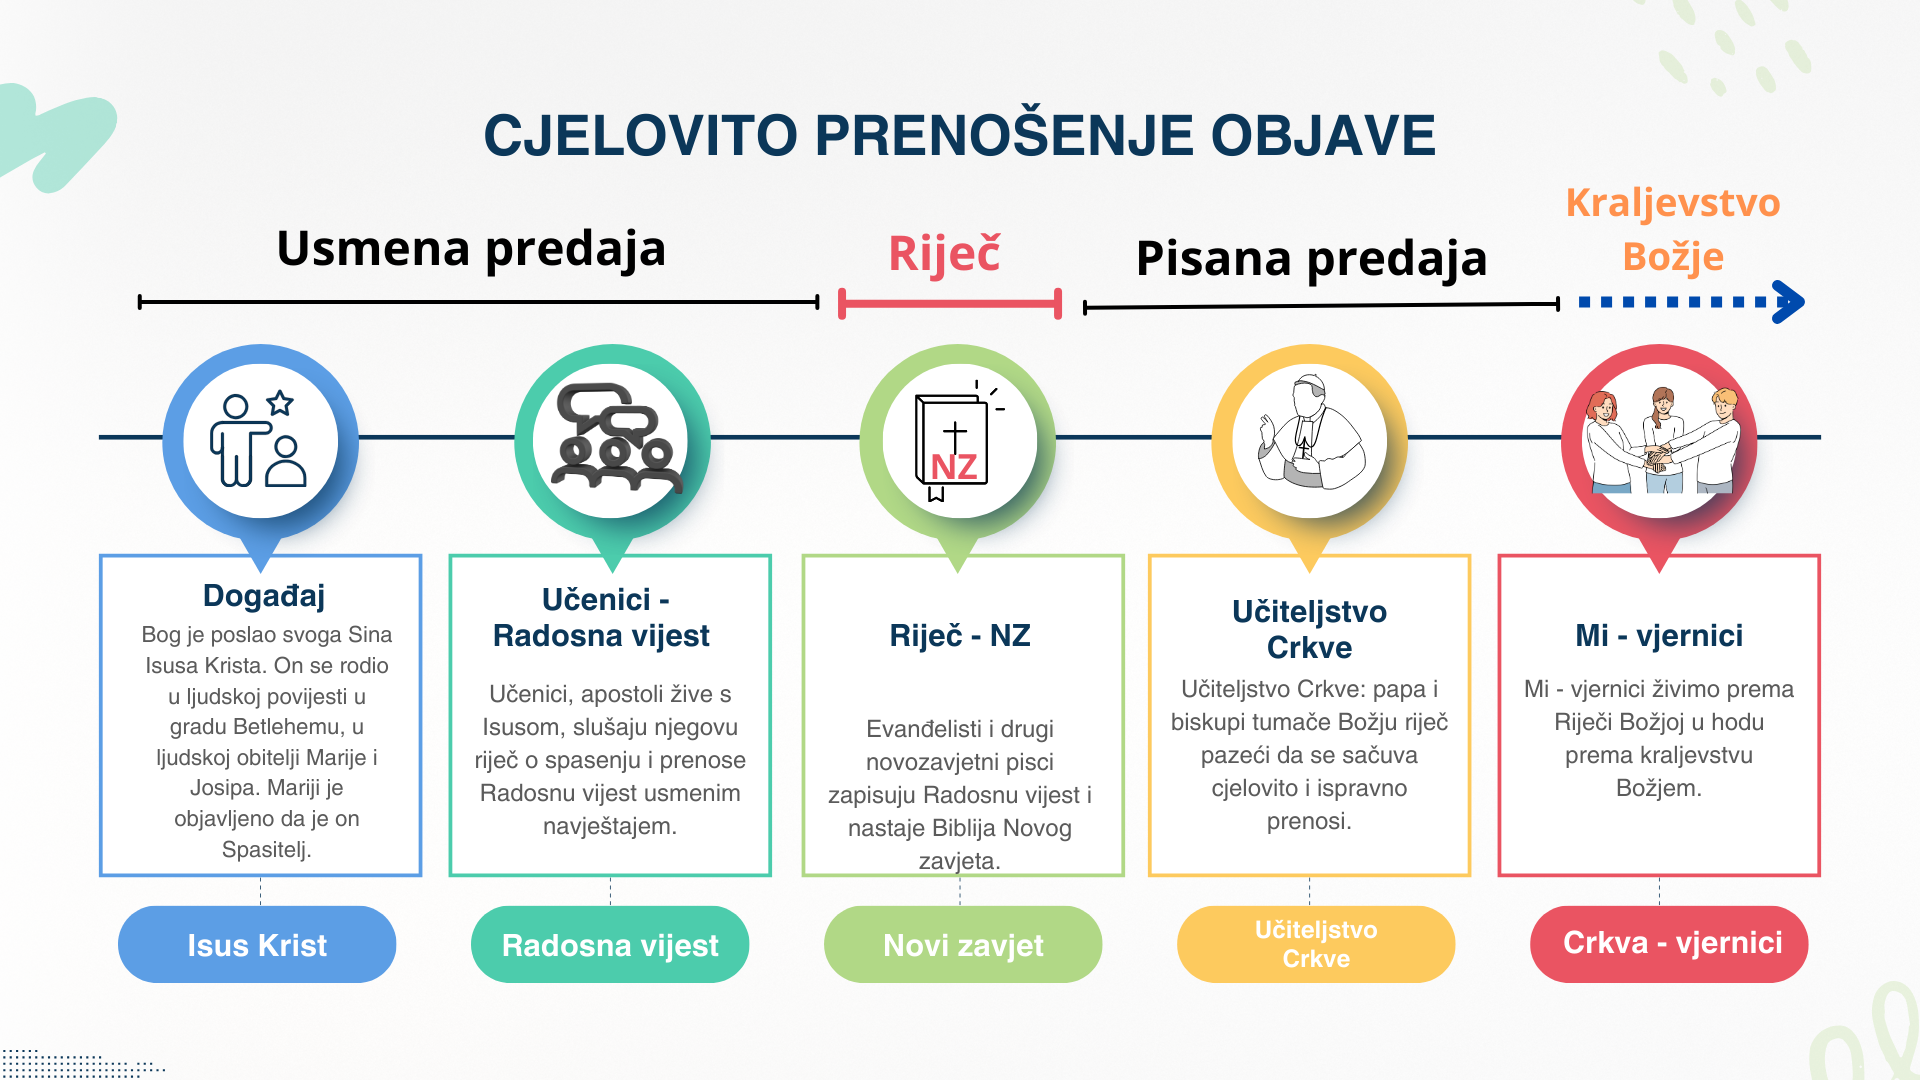 CJELOVITO PRENOŠENJE OBJAVE
Usmena predaja
Riječ
Pisana predaja
Kraljevstvo
Božje
NZ
Događaj
Bog je poslao svoga Sina
Isusa Krista. On se rodio
u ljudskoj povijesti u
gradu Betlehemu, u
ljudskoj obitelji Marije i
Josipa. Mariji je
objavljeno da je on
Spasitelj.
Učenici -
Radosna vijest
Učenici, apostoli žive s
Isusom, slušaju njegovu
riječ o spasenju i prenose
Radosnu vijest usmenim
navještajem.
Riječ - NZ
Evanđelisti i drugi
novozavjetni pisci
zapisuju Radosnu vijest i
nastaje Biblija Novog
zavjeta.
Učiteljstvo
Crkve
Učiteljstvo Crkve: papa i
biskupi tumače Božju riječ
pazeći da se sačuva
cjelovito i ispravno
prenosi.
Mi - vjernici
Mi - vjernici živimo prema
Riječi Božjoj u hodu
prema kraljevstvu
Božjem.
Isus Krist
Radosna vijest
Novi zavjet
Učiteljstvo
Crkve
Crkva - vjernici